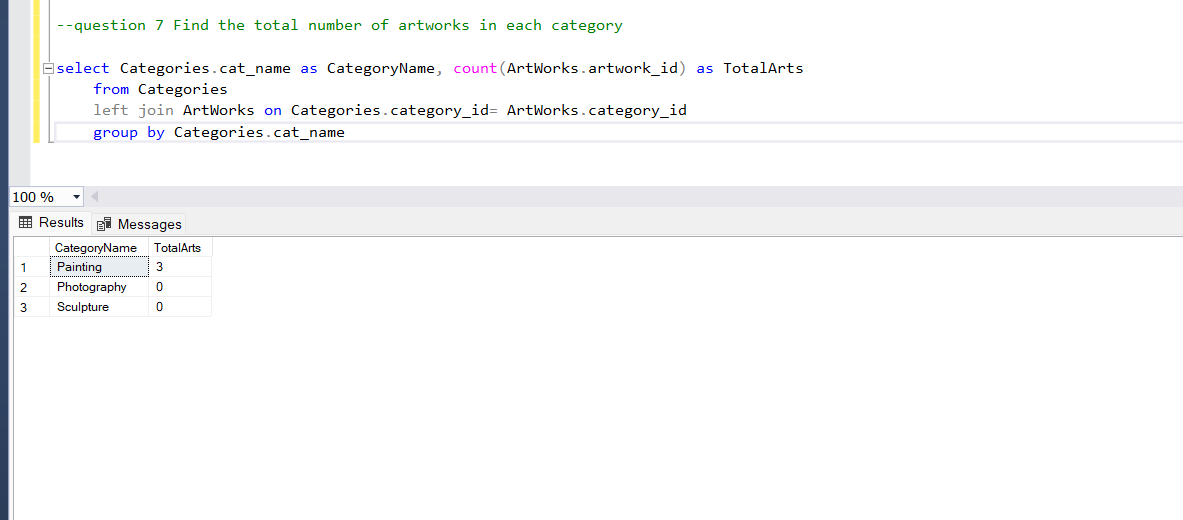 --question 7 Find the total number of artworks in each category
select Categories.cat_name as CategoryName, count(ArtWorks.artwork_id) as TotalArts
from Categories
left join ArtWorks on Categories.category_id= ArtWorks.category_id
group by Categories.cat_name
100 %
Results Messages
CategoryName TotalArts
1 Painting 3
2 Photography 0
3 Sculpture 0